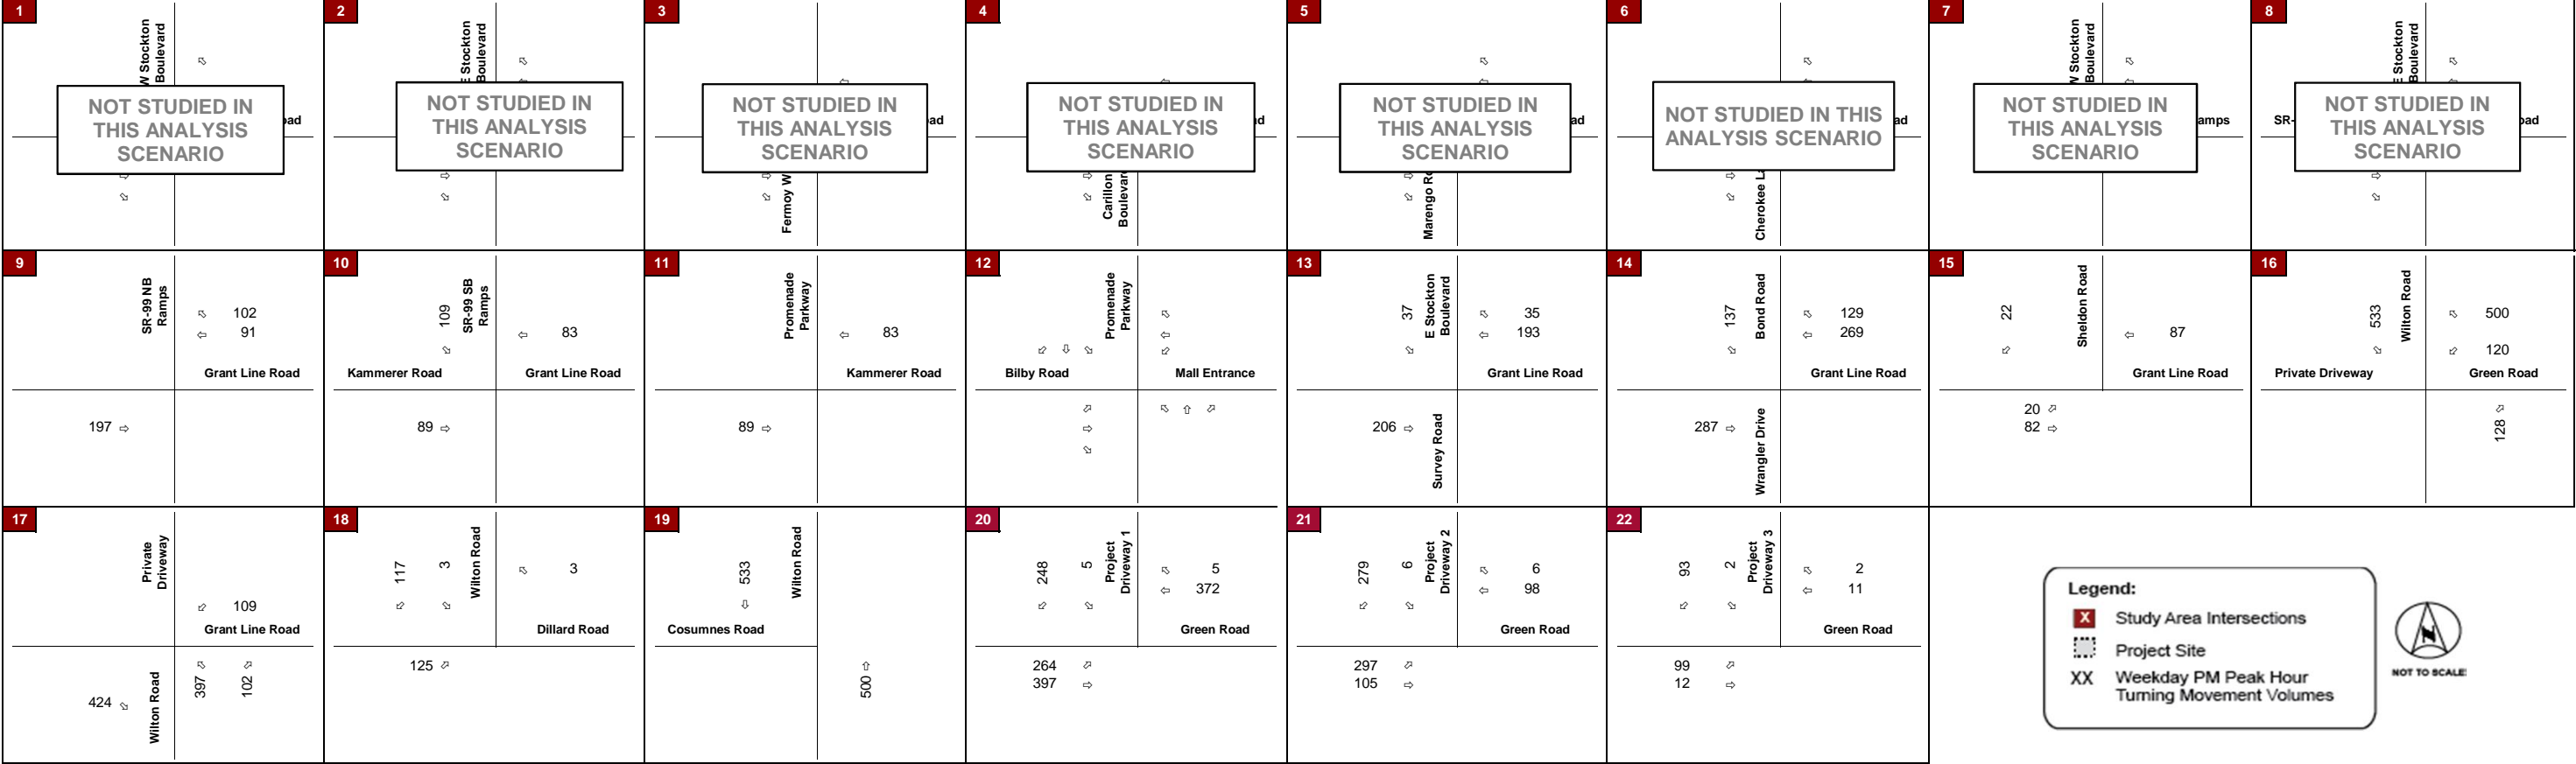 1
W Stockton
Boulevard
NOT STUDIED IN
THIS ANALYSIS
SCENARIO
2
E Stockton
Boulevard
NOT STUDIED IN
THIS ANALYSIS
SCENARIO
3
NOT STUDIED IN
THIS ANALYSIS
SCENARIO
Fermoy W
4
NOT STUDIED IN
THIS ANALYSIS
SCENARIO
Carillon
Boulevard
5
NOT STUDIED IN
THIS ANALYSIS
SCENARIO
Marengo Ro
6
NOT STUDIED IN THIS
ANALYSIS SCENARIO
Cherokee La
7
W Stockton
Boulevard
NOT STUDIED IN
THIS ANALYSIS
SCENARIO
amps
8
E Stockton
Boulevard
SR-
NOT STUDIED IN
THIS ANALYSIS
SCENARIO
oad
9
SR-99 NB
Ramps
102
91
Grant Line Road
197
10
109
SR-99 SB
Ramps
83
Kammerer Road
Grant Line Road
89
11
Promenade
Parkway
83
Kammerer Road
89
12
Promenade
Parkway
Bilby Road
Mall Entrance
13
37
E Stockton
Boulevard
35
193
Grant Line Road
206
Survey Road
14
137
Bond Road
129
269
Grant Line Road
287
Wrangler Drive
15
22
Sheldon Road
87
Grant Line Road
20
82
16
533
Wilton Road
500
120
Private Driveway
Green Road
128
17
Private
Driveway
109
Grant Line Road
424
Wilton Road
397
102
18
117
3
Wilton Road
3
Dillard Road
125
19
533
Wilton Road
Cosumnes Road
500
20
248
5
Project
Driveway 1
5
372
Green Road
264
397
21
279
6
Project
Driveway 2
6
98
Green Road
297
105
22
93
2
Project
Driveway 3
2
11
Green Road
99
12
Legend:
X Study Area Intersections
Project Site
XX Weekday PM Peak Hour
Turning Movement Volumes
N
NOT TO SCALE